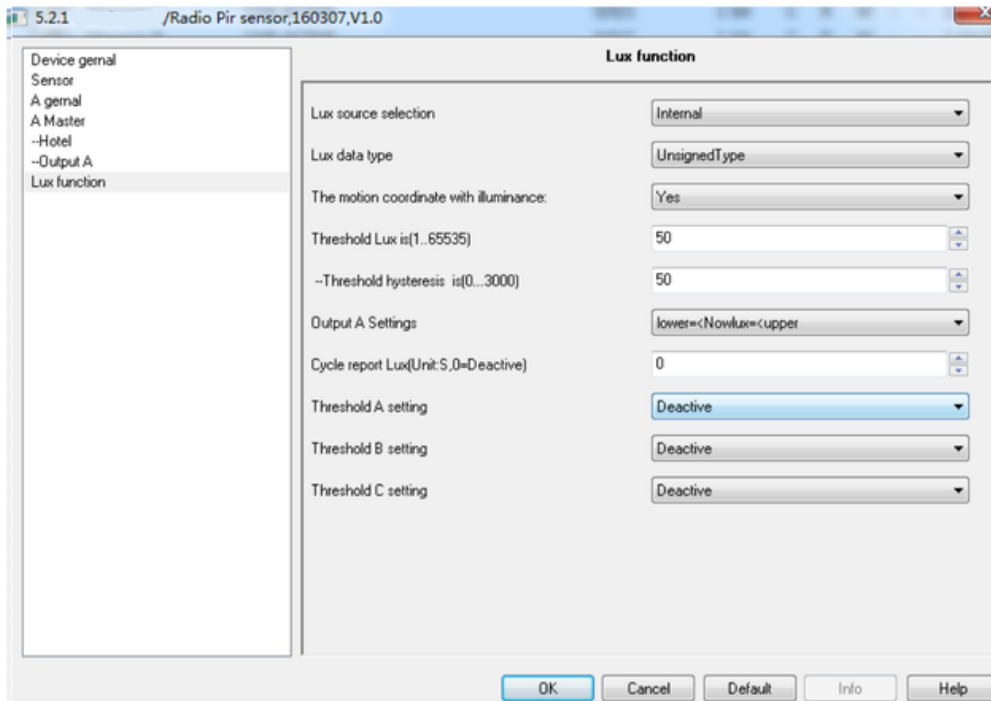 5.2.1 /Radio Pir sensor,160307,V1.0
Device gernal
Sensor
A gernal
A Master
--Hotel
--Output A
Lux function
Lux function
Lux source selection Internal
Lux data type UnsignedType
The motion coordinate with illuminance: Yes
Threshold Lux is(1..65535) 50
--Threshold hysteresis is(0...3000) 50
Output A Settings lower=<Nowlux=<upper
Cycle report Lux(Unit:S,0=Deactive) 0
Threshold A setting Deactive
Threshold B setting Deactive
Threshold C setting Deactive
OK Cancel Default Info Help